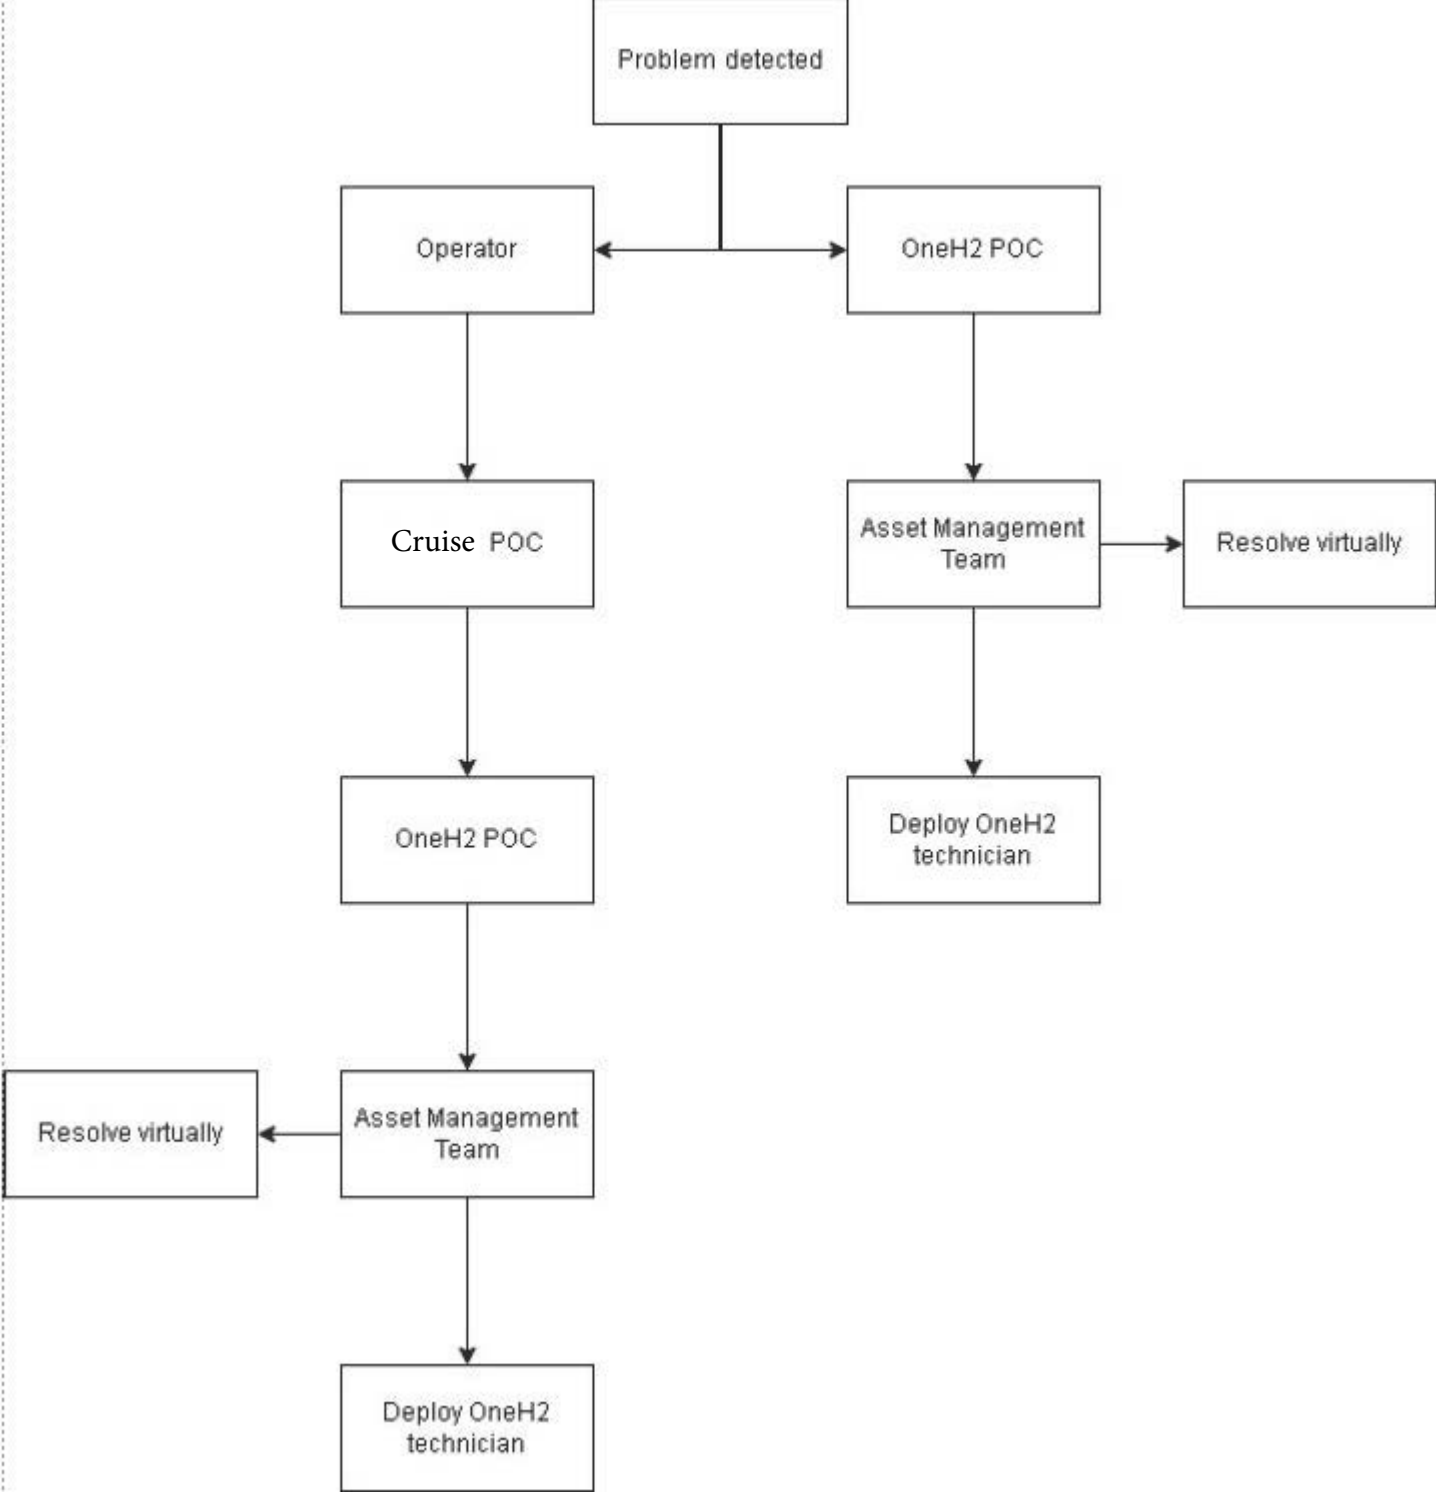 Problem detected
Operator
OneH2 POC
Cruise POC
Asset Management
Team
Resolve virtually
OneH2 POC
Deploy OneH2
technician
Resolve virtually
Asset Management
Team
Deploy OneH2
technician